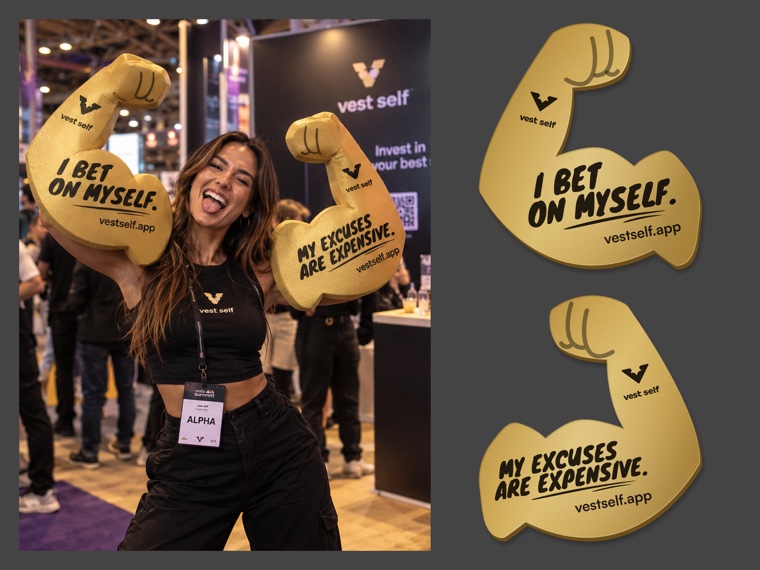 vest self
Invest in
your best s
vest self
I BET
ON MYSELF.
vestself.app
vest self
MY EXCUSES
ARE EXPENSIVE.
vestself.app
vest self
ALPHA
vest self
I BET
ON MYSELF.
vestself.app
vest self
MY EXCUSES
ARE EXPENSIVE.
vestself.app